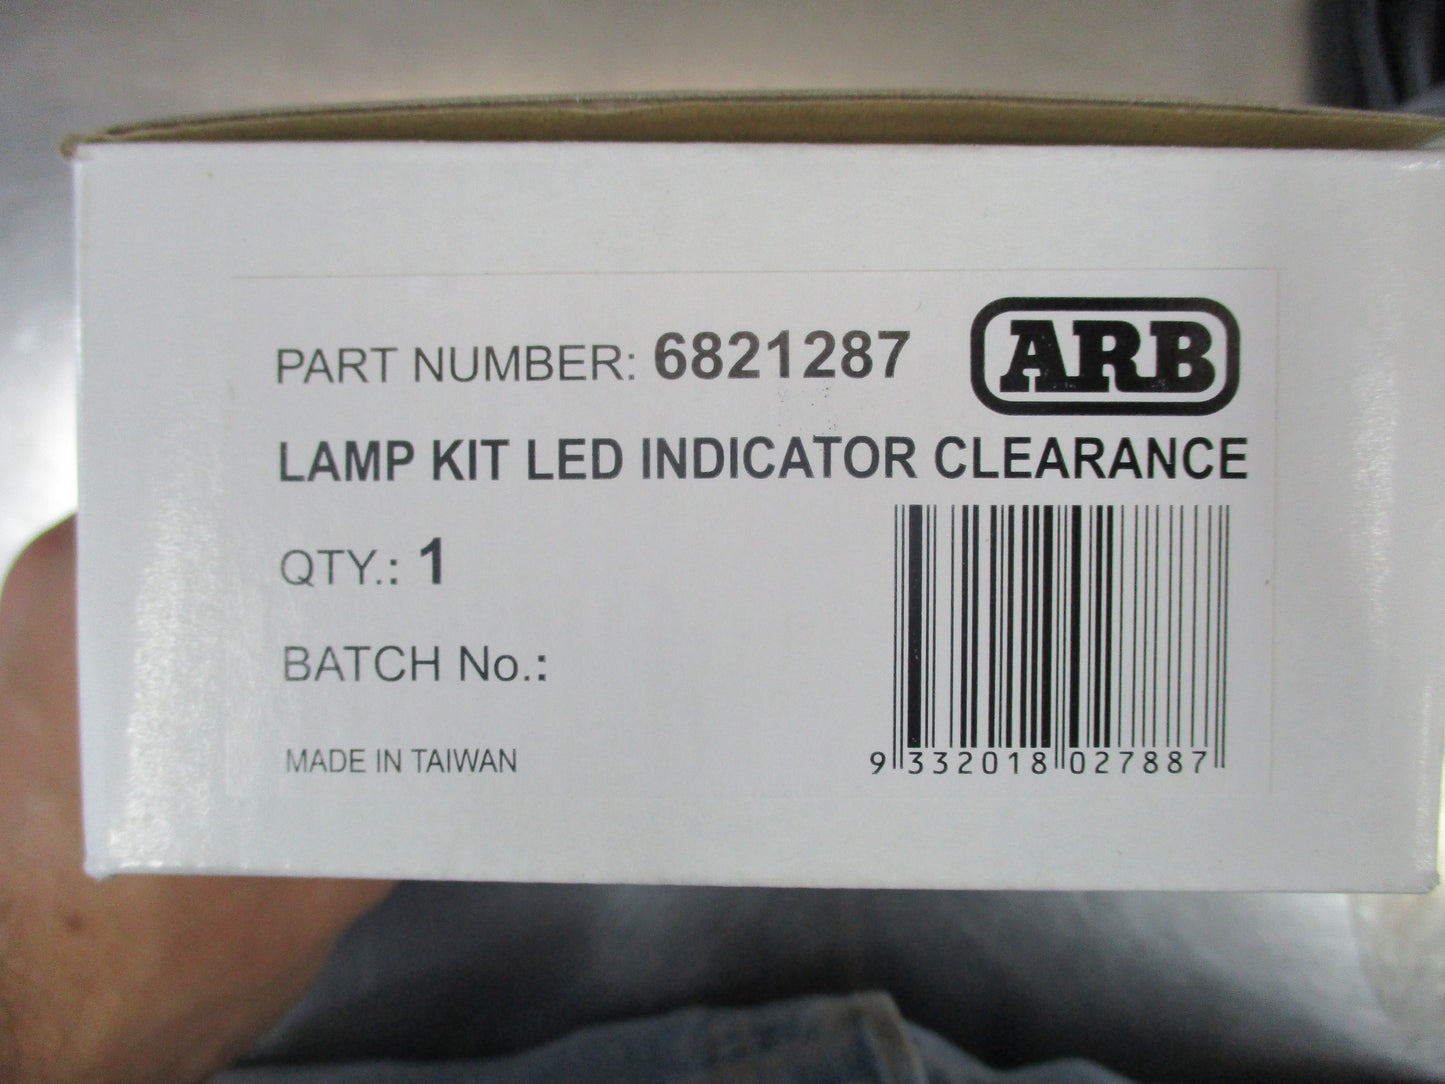 PART NUMBER: 6821287
ARB
LAMP KIT LED INDICATOR CLEARANCE
QTY.: 1
BATCH No.:
MADE IN TAIWAN
9 332018 027887